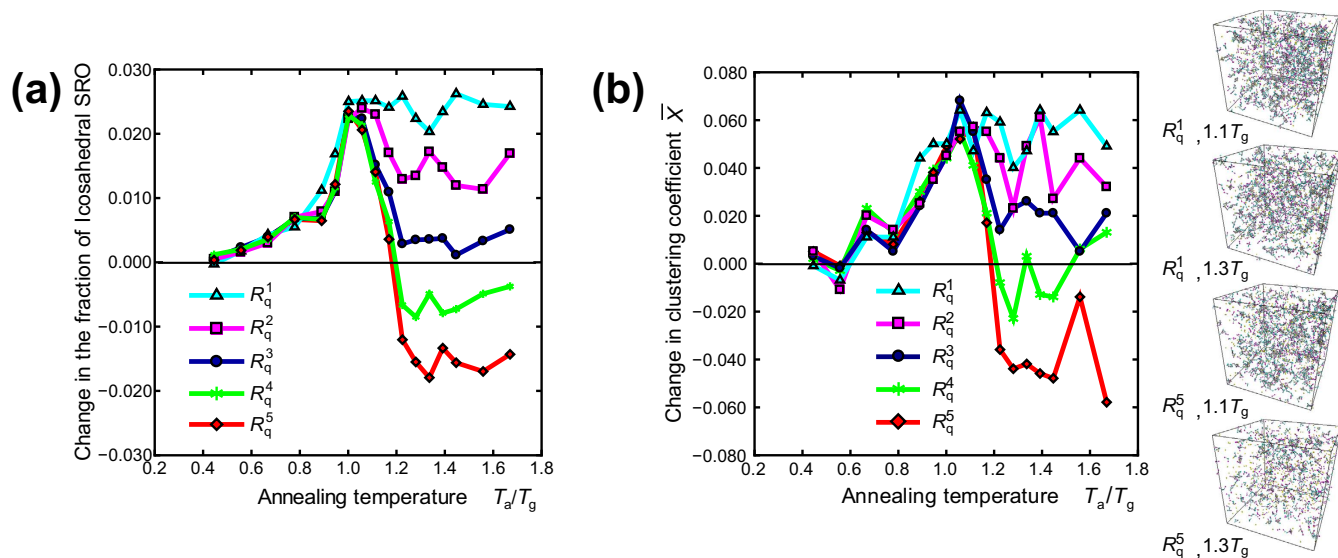 (a)
Change in the fraction of Icosahedral SRO
0.030
0.020
0.010
0.000
−0.010
−0.020
−0.030
0.2 0.4 0.6 0.8 1.0 1.2 1.4 1.6 1.8
Annealing temperature T_a/T_g
R_q^1
R_q^2
R_q^3
R_q^4
R_q^5
(b)
Change in clustering coefficient X̅
0.080
0.060
0.040
0.020
0.000
−0.020
−0.040
−0.060
−0.080
0.2 0.4 0.6 0.8 1.0 1.2 1.4 1.6 1.8
Annealing temperature T_a/T_g
R_q^1
R_q^2
R_q^3
R_q^4
R_q^5
R_q^1 , 1.1T_g
R_q^1 , 1.3T_g
R_q^5 , 1.1T_g
R_q^5 , 1.3T_g